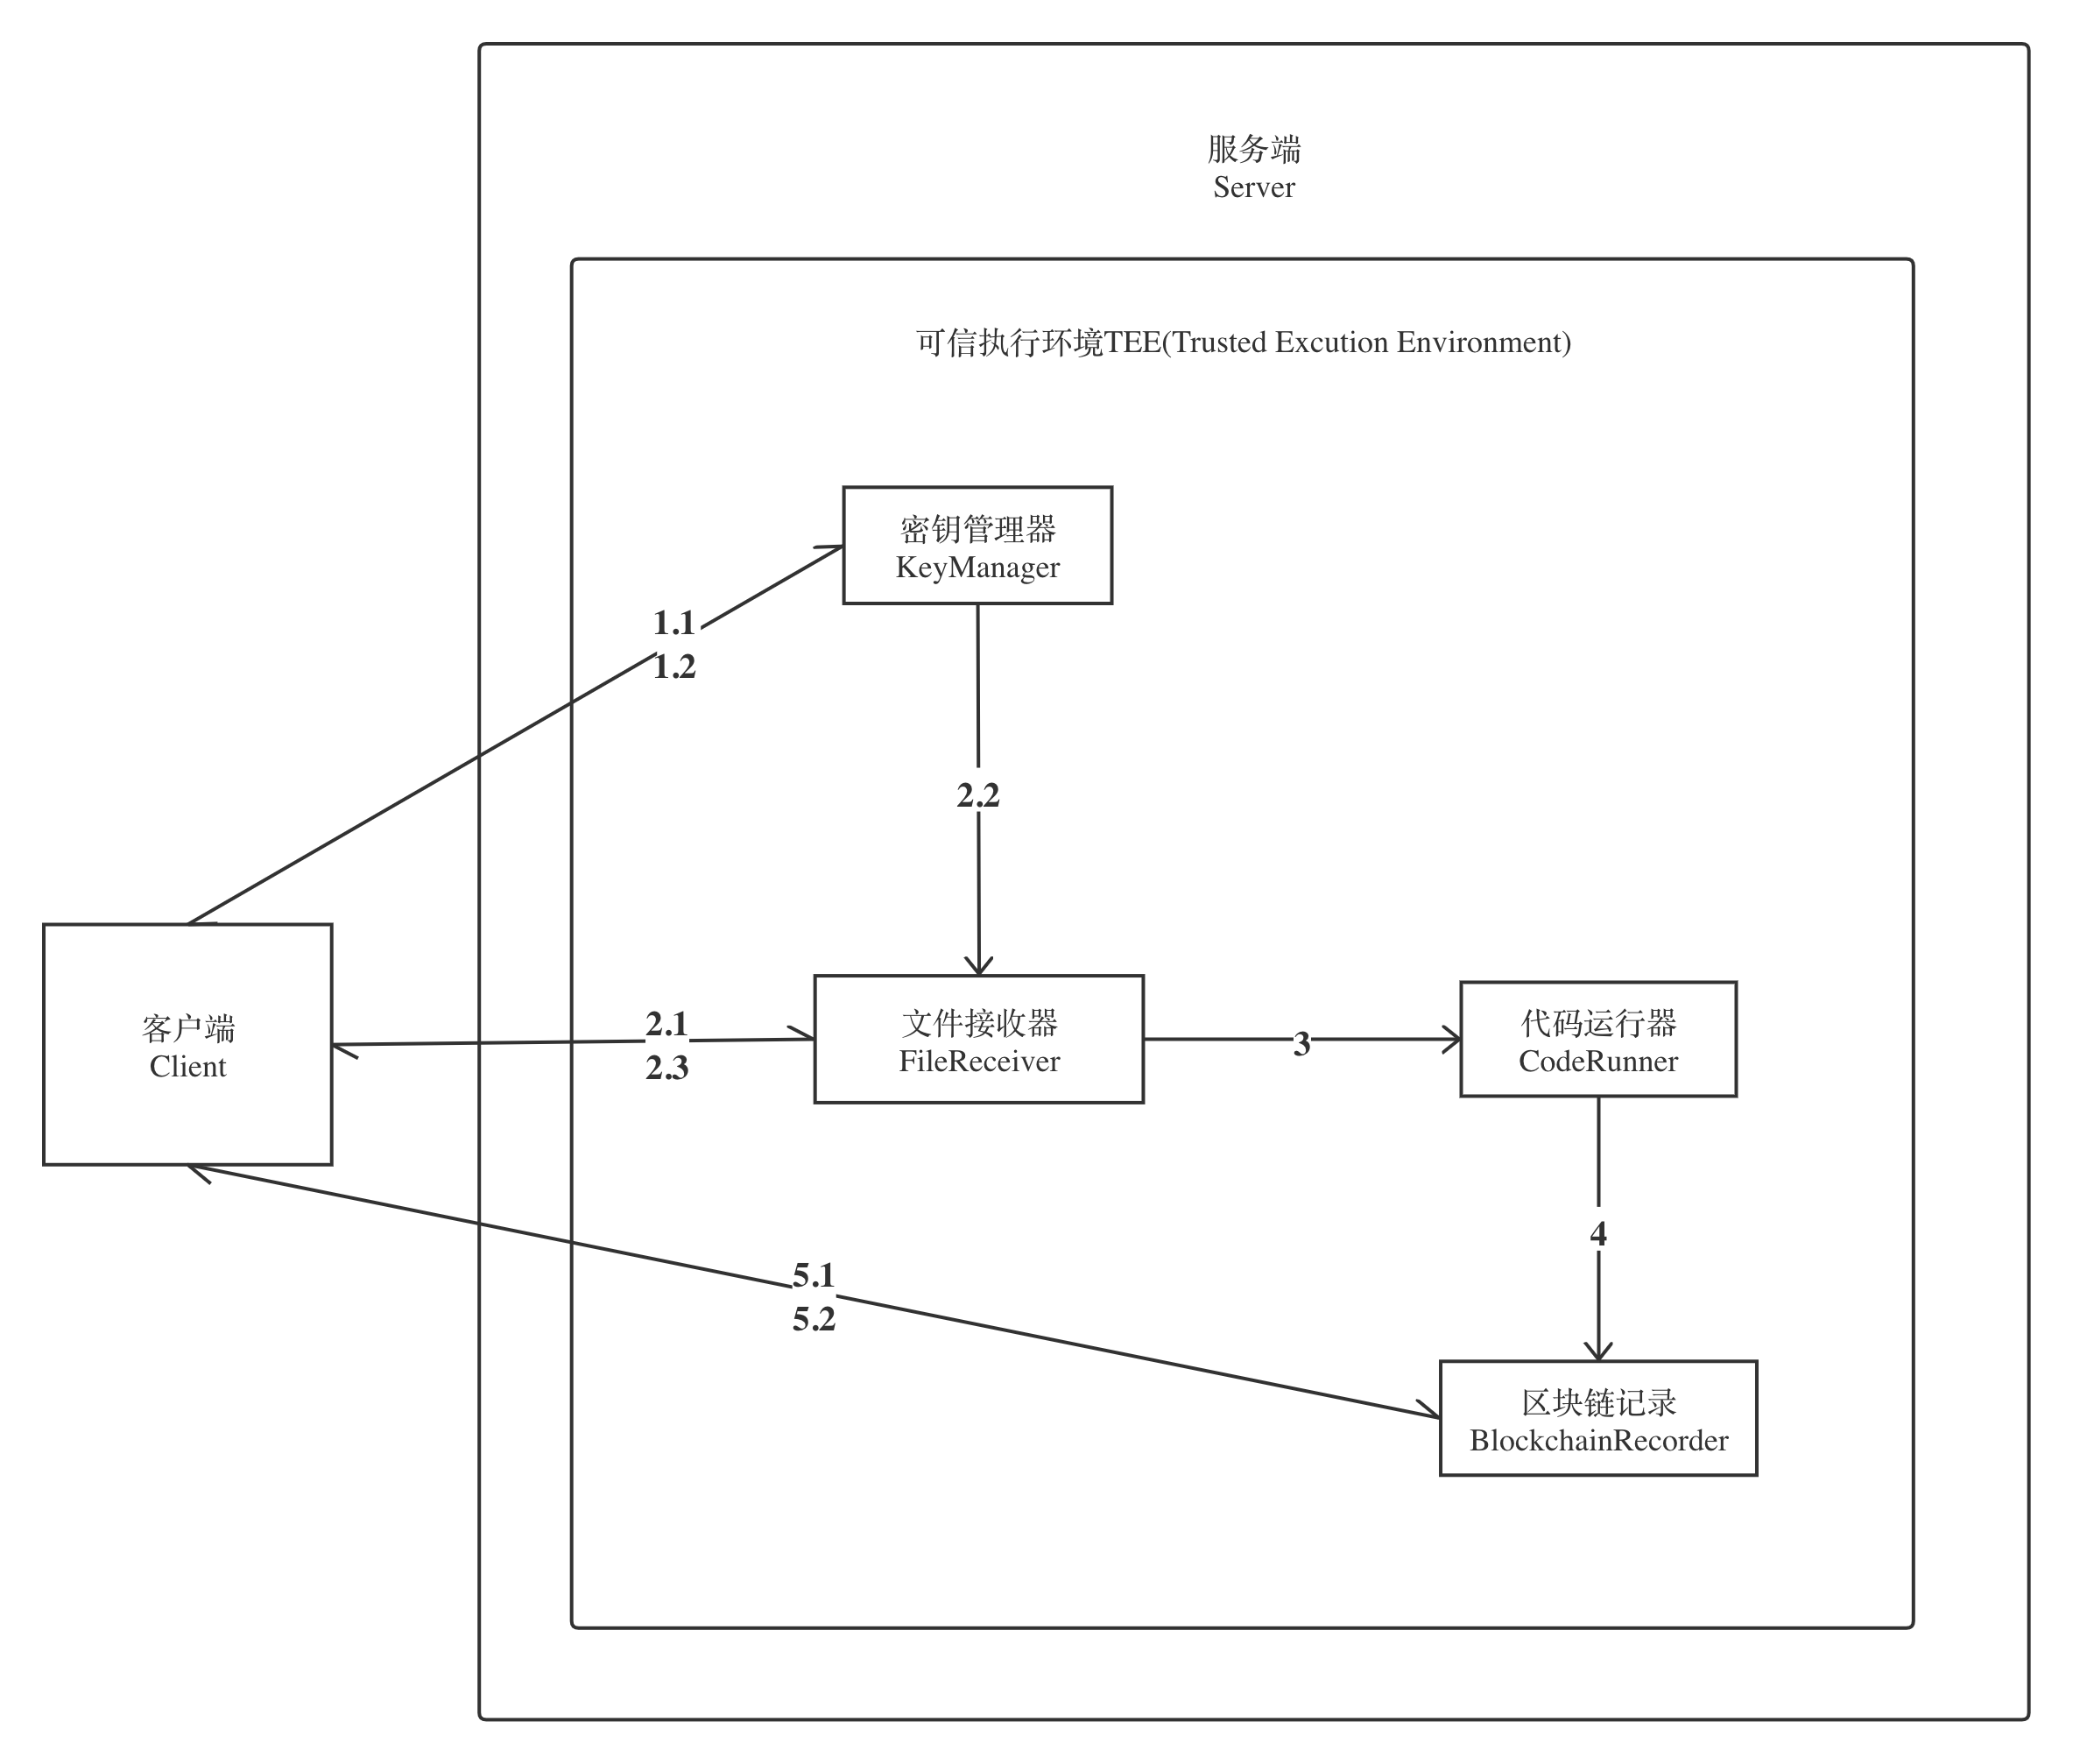 服务端
Server
可信执行环境TEE(Trusted Excution Environment)
密钥管理器
KeyManager
1.1
1.2
2.2
客户端
Client
2.1
2.3
文件接收器
FileReceiver
3
代码运行器
CodeRunner
4
5.1
5.2
区块链记录
BlockchainRecorder